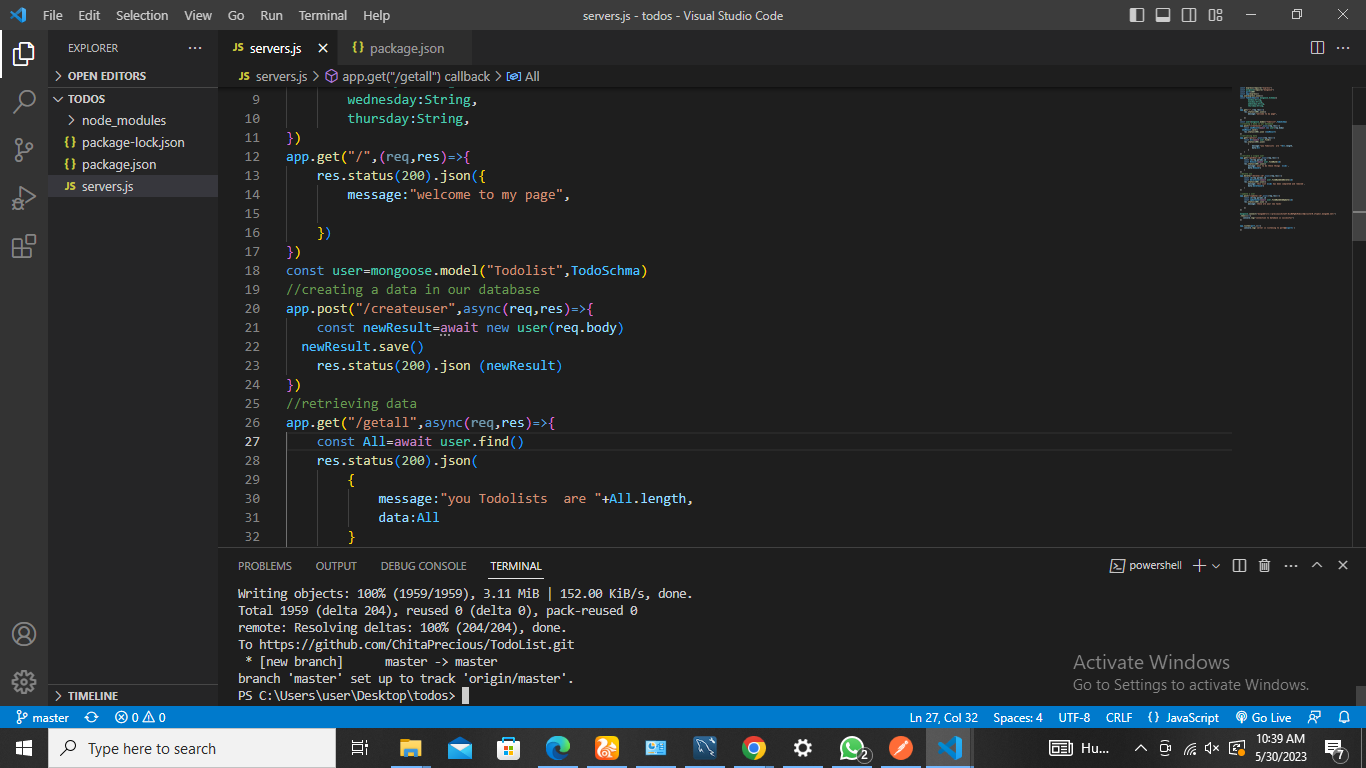 File Edit Selection View Go Run Terminal Help servers.js - todos - Visual Studio Code
EXPLORER
OPEN EDITORS
TODOS
node_modules
{} package-lock.json
{} package.json
JS servers.js
TIMELINE
JS servers.js {} package.json
JS servers.js > app.get("/getall") callback > All
9 wednesday:String,
10 thursday:String,
11 })
12 app.get("/",(req,res)=>{
13 res.status(200).json({
14 message:"welcome to my page",
15
16 })
17 })
18 const user=mongoose.model("Todolist",TodoSchma)
19 //creating a data in our database
20 app.post("/createuser",async(req,res)=>{
21 const newResult=await new user(req.body)
22 newResult.save()
23 res.status(200).json (newResult)
24 })
25 //retrieving data
26 app.get("/getall",async(req,res)=>{
27 const All=await user.find()
28 res.status(200).json(
29 {
30 message:"you Todolists  are "+All.length,
31 data:All
32 }
PROBLEMS OUTPUT DEBUG CONSOLE TERMINAL powershell
Writing objects: 100% (1959/1959), 3.11 MiB | 152.00 KiB/s, done.
Total 1959 (delta 204), reused 0 (delta 0), pack-reused 0
remote: Resolving deltas: 100% (204/204), done.
To https://github.com/ChitaPrecious/TodoList.git
* [new branch]      master -> master
branch 'master' set up to track 'origin/master'.
PS C:\Users\user\Desktop\todos>
Activate Windows
Go to Settings to activate Windows.
master 0 0 Ln 27, Col 32 Spaces: 4 UTF-8 CRLF {} JavaScript Go Live
Type here to search
2
Hu...
10:39 AM
5/30/2023
7